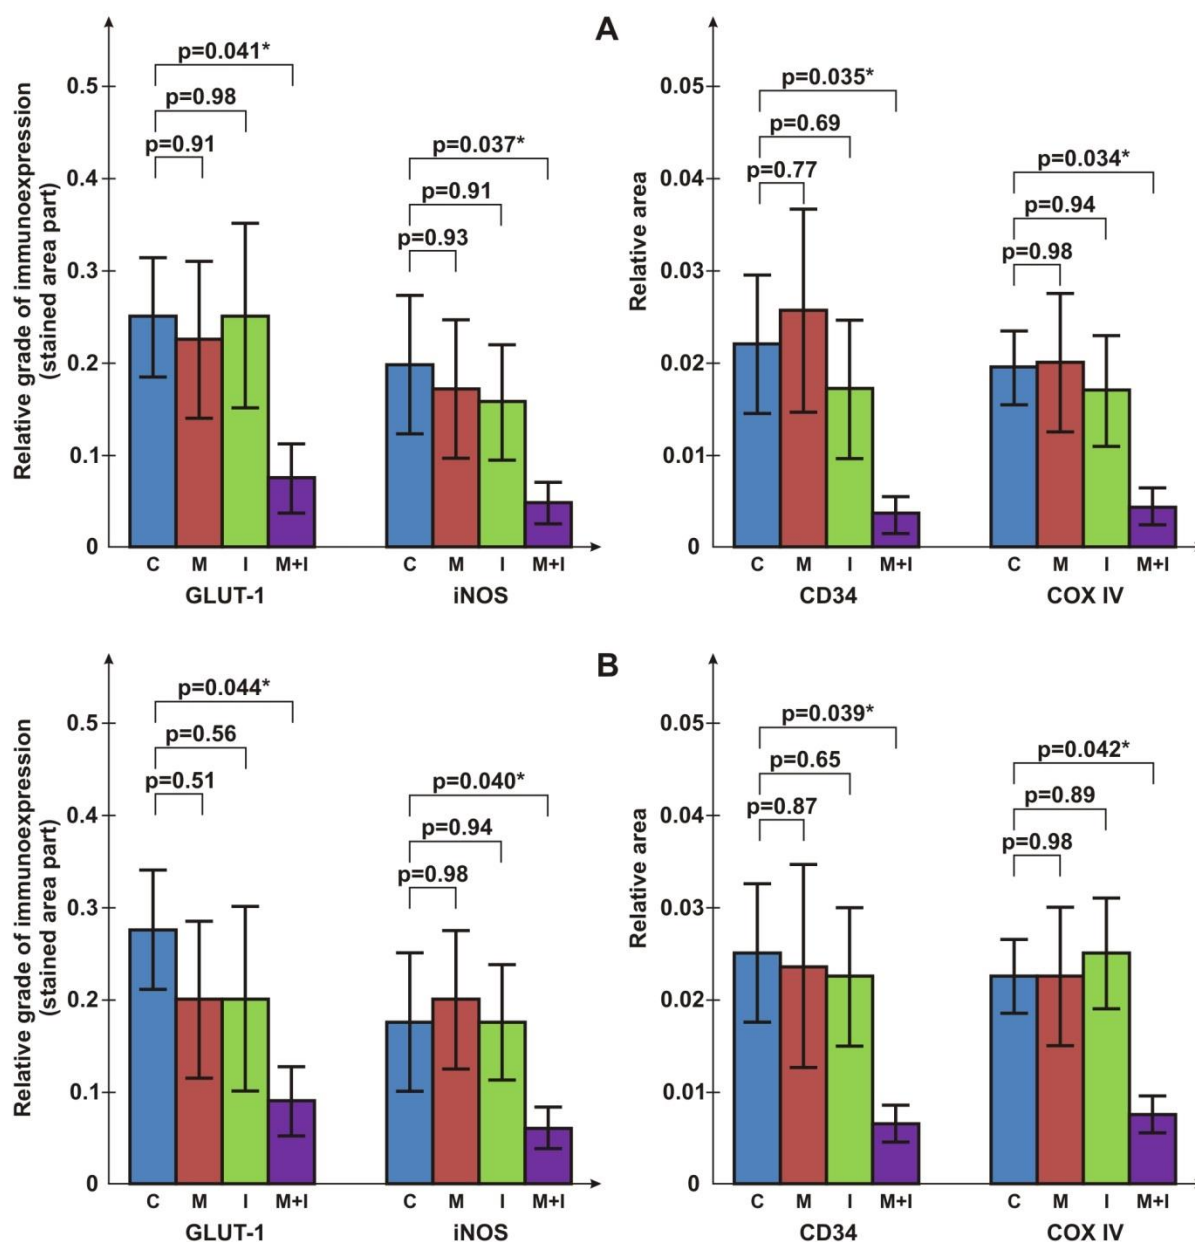 A
Relative grade of immunoexpression
(stained area part)
0.5
0.4
0.3
0.2
0.1
0
p=0.041*
p=0.98
p=0.91
p=0.037*
p=0.91
p=0.93
C M I M+I
GLUT-1
C M I M+I
iNOS
Relative area
0.05
0.04
0.03
0.02
0.01
0
p=0.035*
p=0.69
p=0.77
p=0.034*
p=0.94
p=0.98
C M I M+I
CD34
C M I M+I
COX IV
B
Relative grade of immunoexpression
(stained area part)
0.5
0.4
0.3
0.2
0.1
0
p=0.044*
p=0.56
p=0.51
p=0.040*
p=0.94
p=0.98
C M I M+I
GLUT-1
C M I M+I
iNOS
Relative area
0.05
0.04
0.03
0.02
0.01
0
p=0.039*
p=0.65
p=0.87
p=0.042*
p=0.89
p=0.98
C M I M+I
CD34
C M I M+I
COX IV